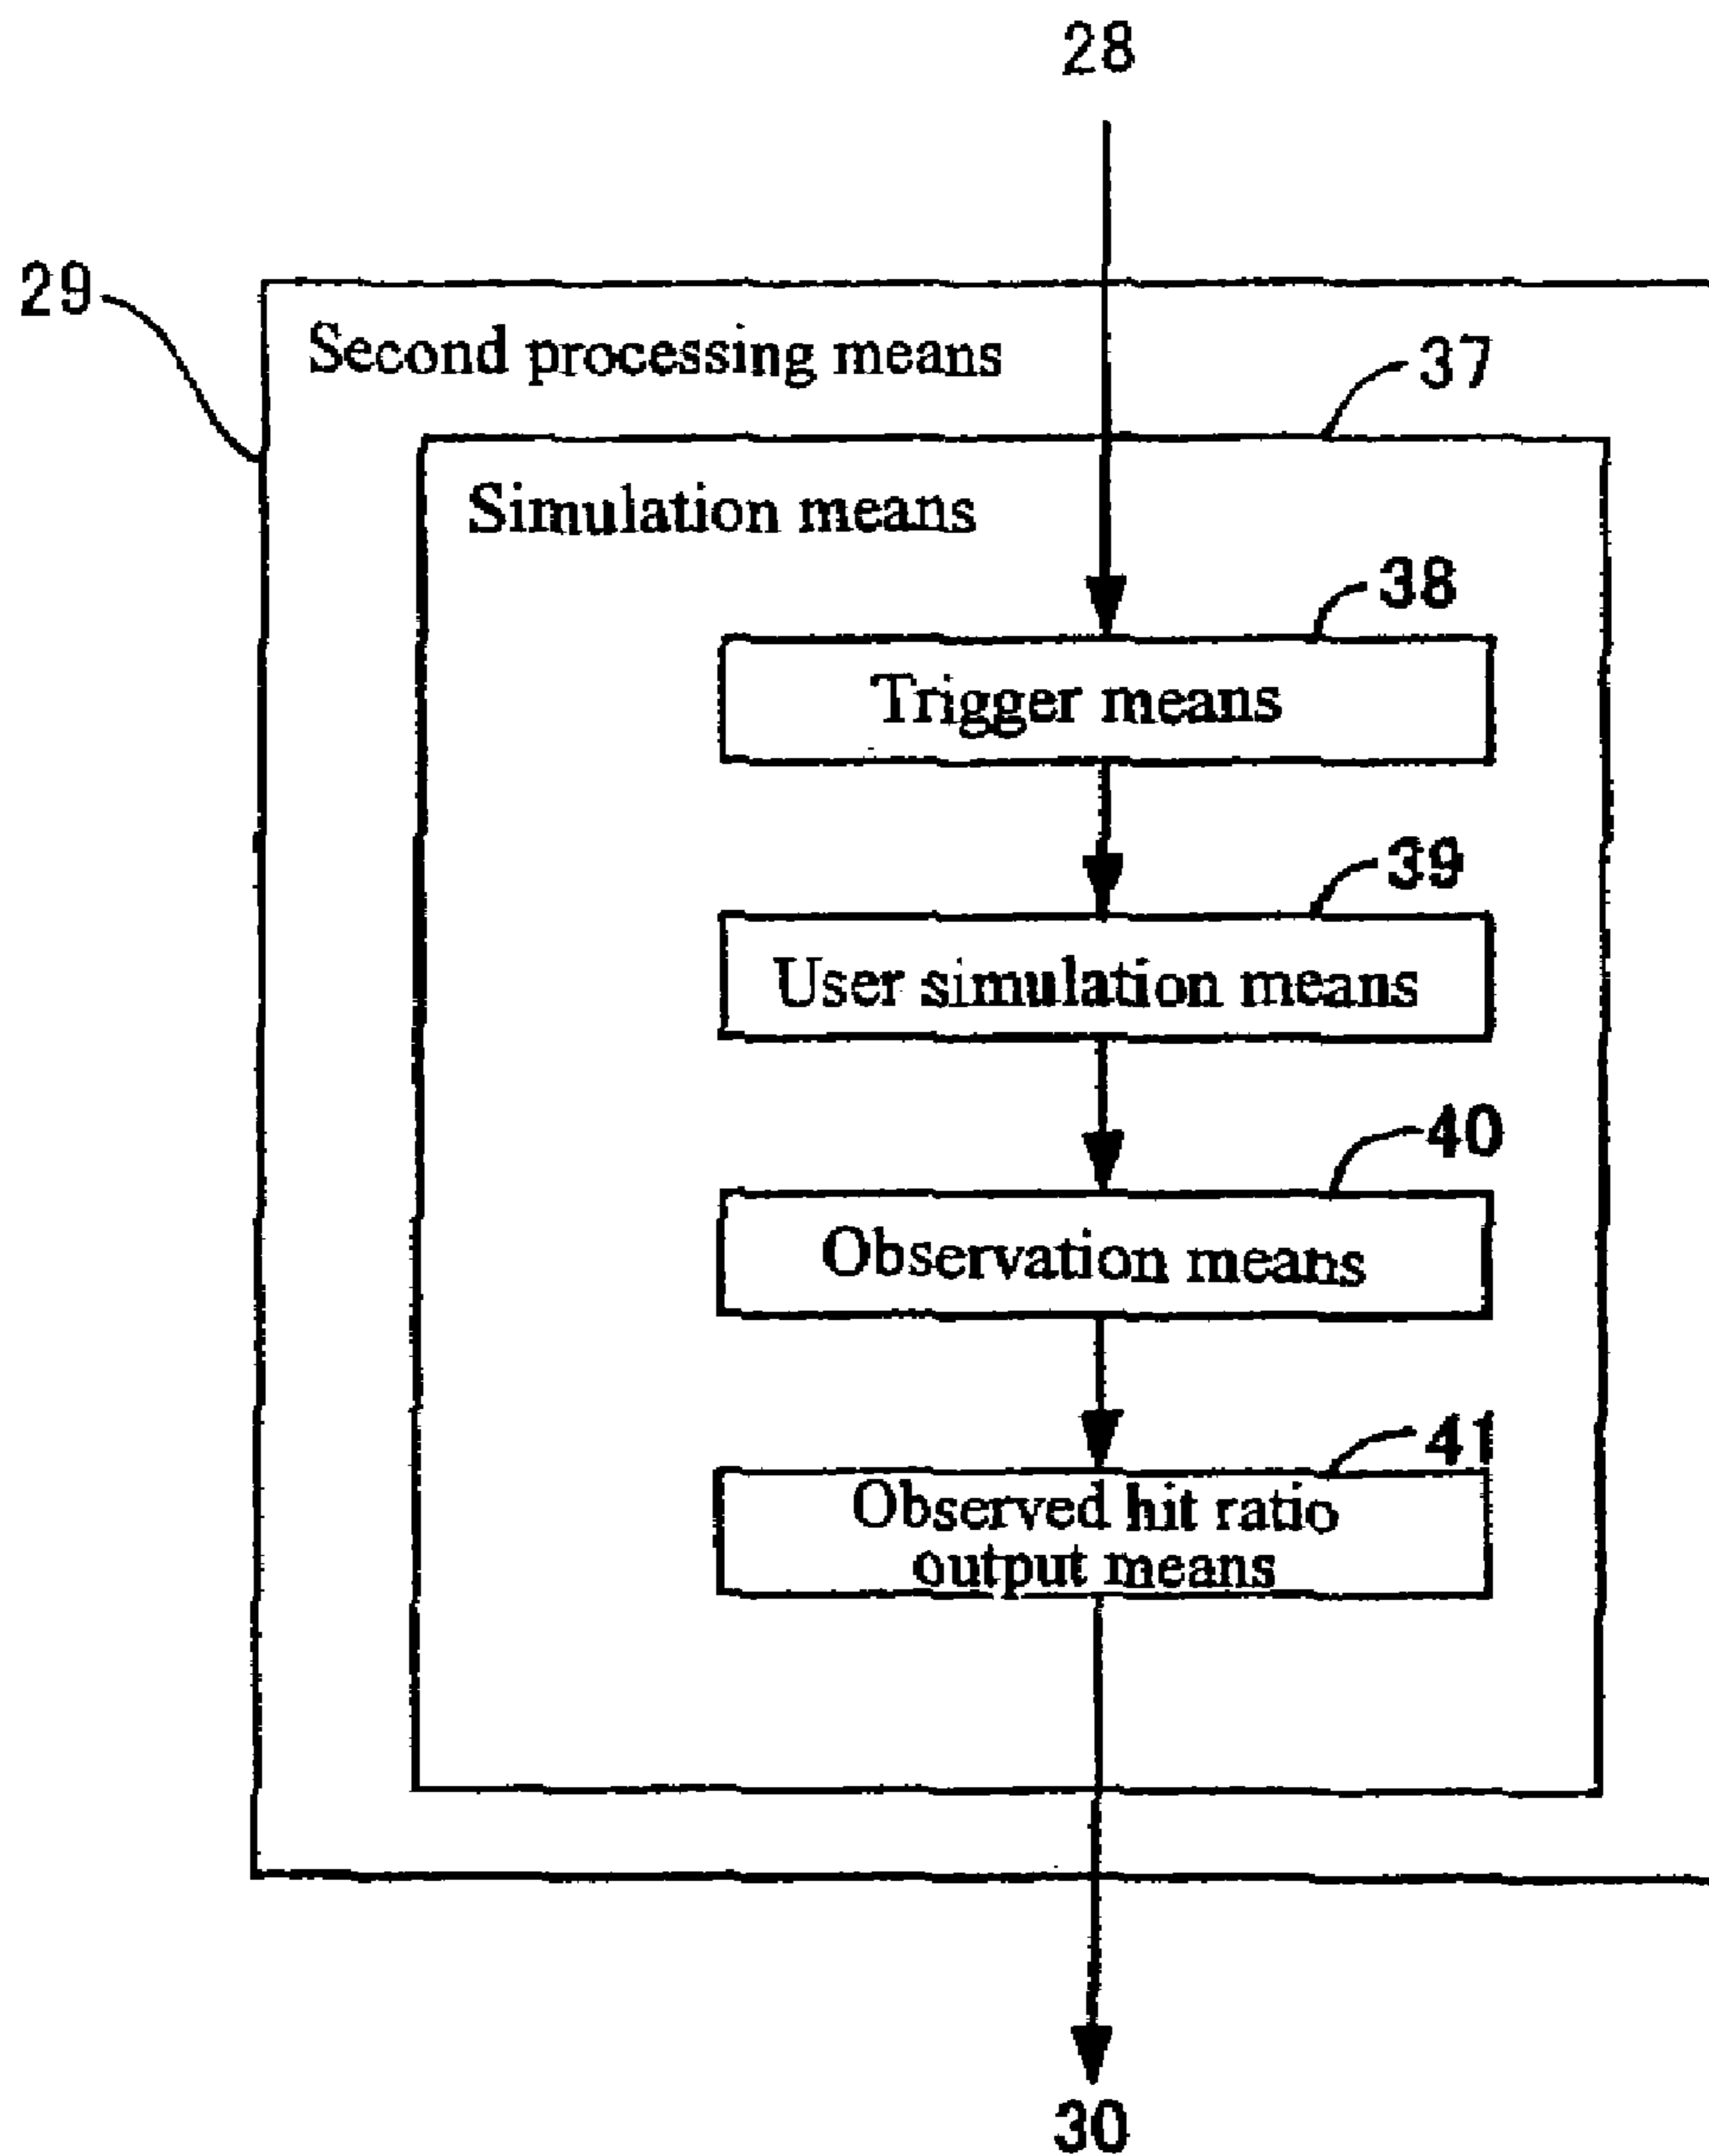 28
29
Second processing means
37
Simulation means
38
Trigger means
39
User simulation means
40
Observation means
41
Observed hit ratio
output means
30